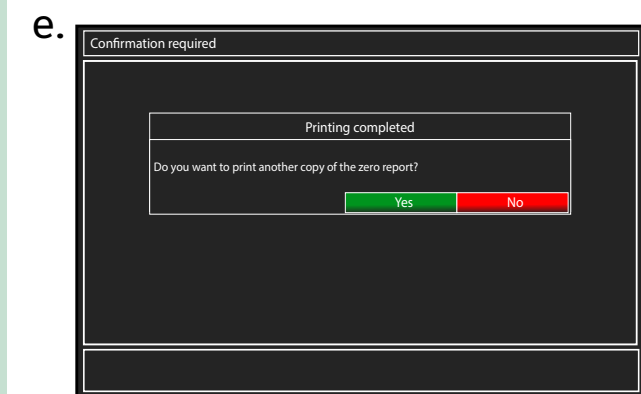 e.
Confirmation required
Printing completed
Do you want to print another copy of the zero report?
Yes No